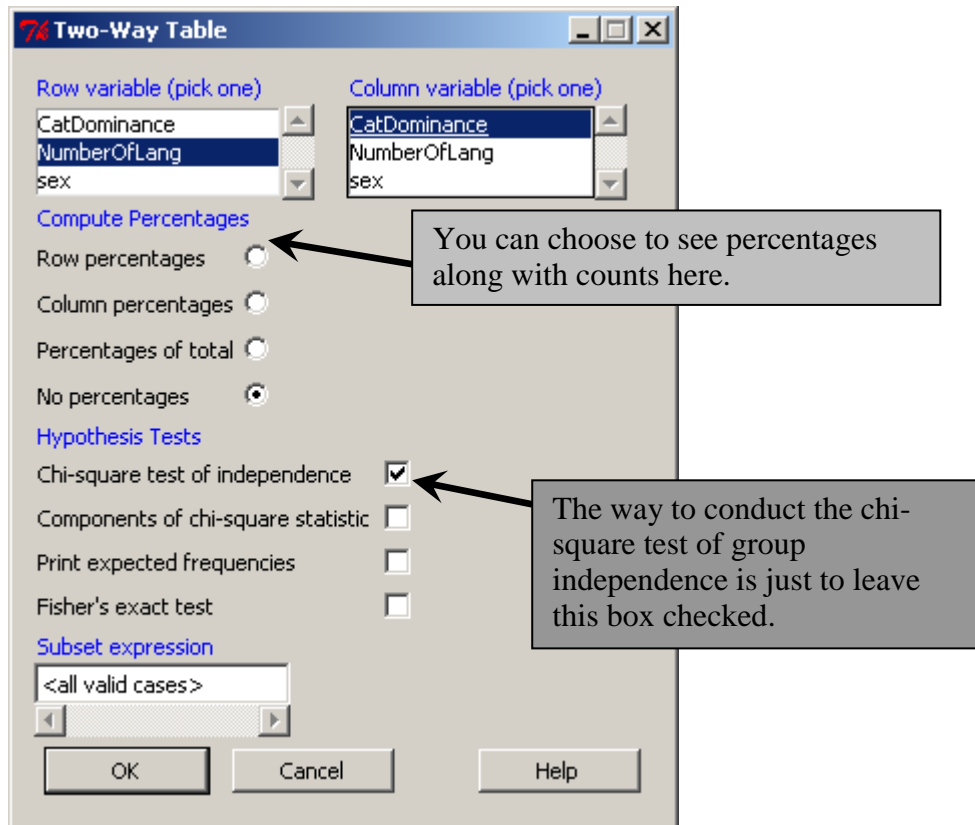 Two-Way Table
Row variable (pick one)
CatDominance
NumberOfLang
sex
Column variable (pick one)
CatDominance
NumberOfLang
sex
Compute Percentages
Row percentages
Column percentages
Percentages of total
No percentages
You can choose to see percentages
along with counts here.
Hypothesis Tests
Chi-square test of independence
Components of chi-square statistic
Print expected frequencies
Fisher's exact test
The way to conduct the chi-
square test of group
independence is just to leave
this box checked.
Subset expression
<all valid cases>
OK
Cancel
Help